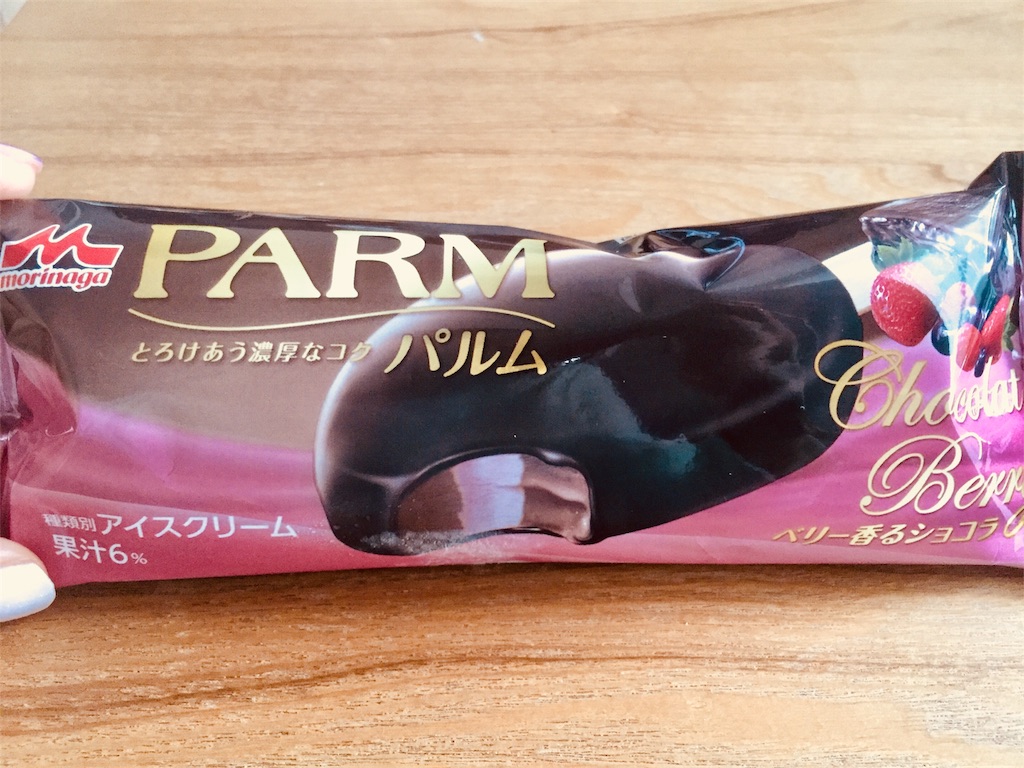 morinaga
PARM
とろけあう濃厚なコク パルム
Chocolat
ベリー香るショコラ
種類別 アイスクリーム
果汁6%